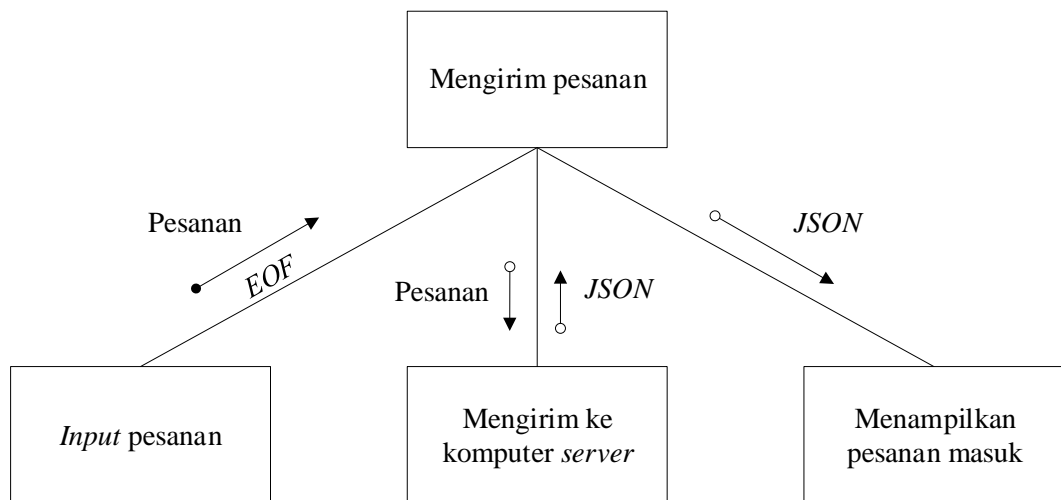 Mengirim pesanan
Pesanan
EOF
Pesanan
JSON
JSON
Input pesanan
Mengirim ke
komputer server
Menampilkan
pesanan masuk